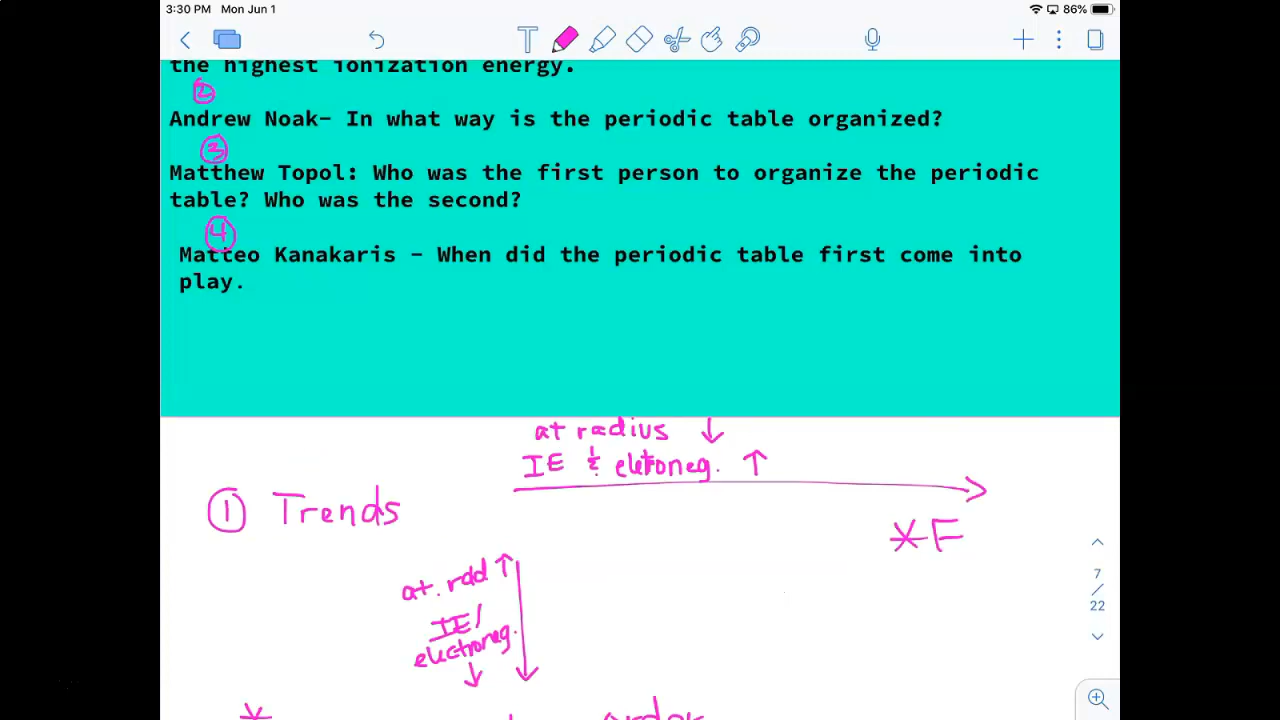 3:30 PM Mon Jun 1 86%
the highest ionization energy.
2
Andrew Noak- In what way is the periodic table organized?
3
Matthew Topol: Who was the first person to organize the periodic
table? Who was the second?
4
Matteo Kanakaris - When did the periodic table first come into
play.
at radius ↓
IE & eletroneg. ↑
1 Trends
*F
at. rad ↑
IE/
electroneg.
↓
7
/
22
* order